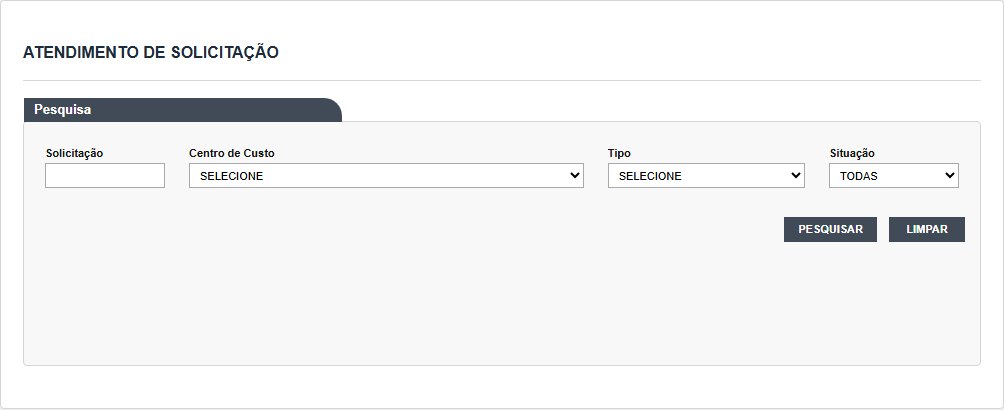 ATENDIMENTO DE SOLICITAÇÃO
Pesquisa
Solicitação Centro de Custo Tipo Situação
SELECIONE SELECIONE TODAS
PESQUISAR LIMPAR